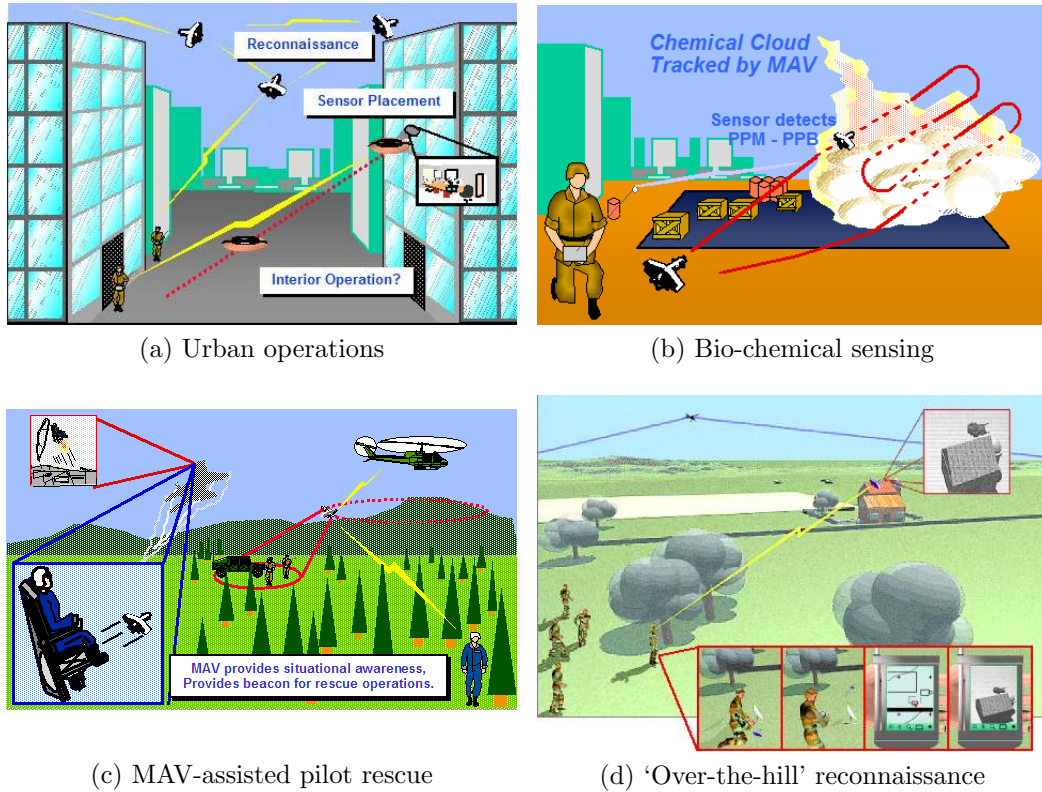 Reconnaissance
Sensor Placement
Interior Operation?
(a) Urban operations
Chemical Cloud
Tracked by MAV
Sensor detects
PPM - PPB
(b) Bio-chemical sensing
MAV provides situational awareness,
Provides beacon for rescue operations.
(c) MAV-assisted pilot rescue
(d) ‘Over-the-hill’ reconnaissance